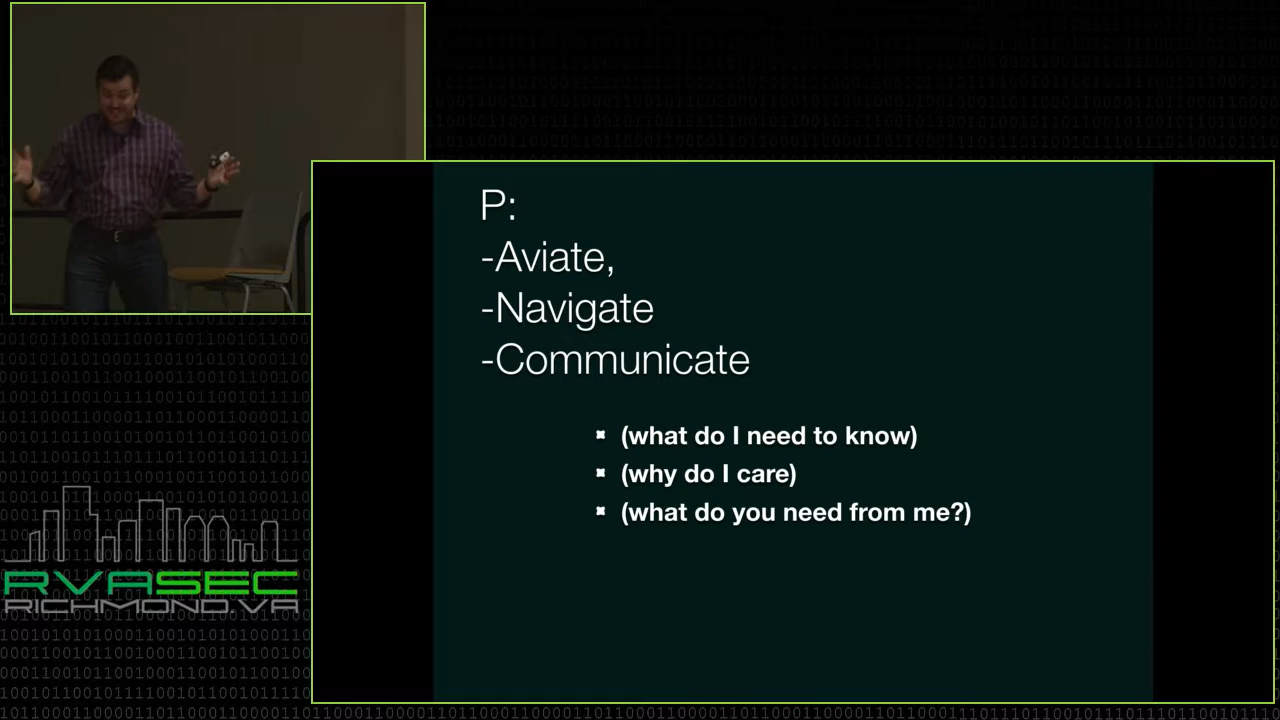 P:
-Aviate,
-Navigate
-Communicate
▪ (what do I need to know)
▪ (why do I care)
▪ (what do you need from me?)
RVASEC
RICHMOND.VA